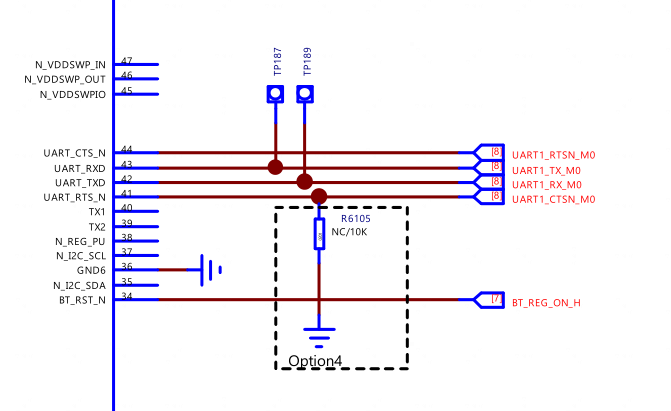 TP187
TP189
N_VDDSWP_IN 47
N_VDDSWP_OUT 46
N_VDDSWPIO 45
UART_CTS_N 44 [8] UART1_RTSN_M0
UART_RXD 43 [8] UART1_TX_M0
UART_TXD 42 [8] UART1_RX_M0
UART_RTS_N 41 [8] UART1_CTSN_M0
TX1 40
TX2 39
N_REG_PU 38
N_I2C_SCL 37
GND6 36
N_I2C_SDA 35
BT_RST_N 34 [7] BT_REG_ON_H
R6105
NC/10K
Option4